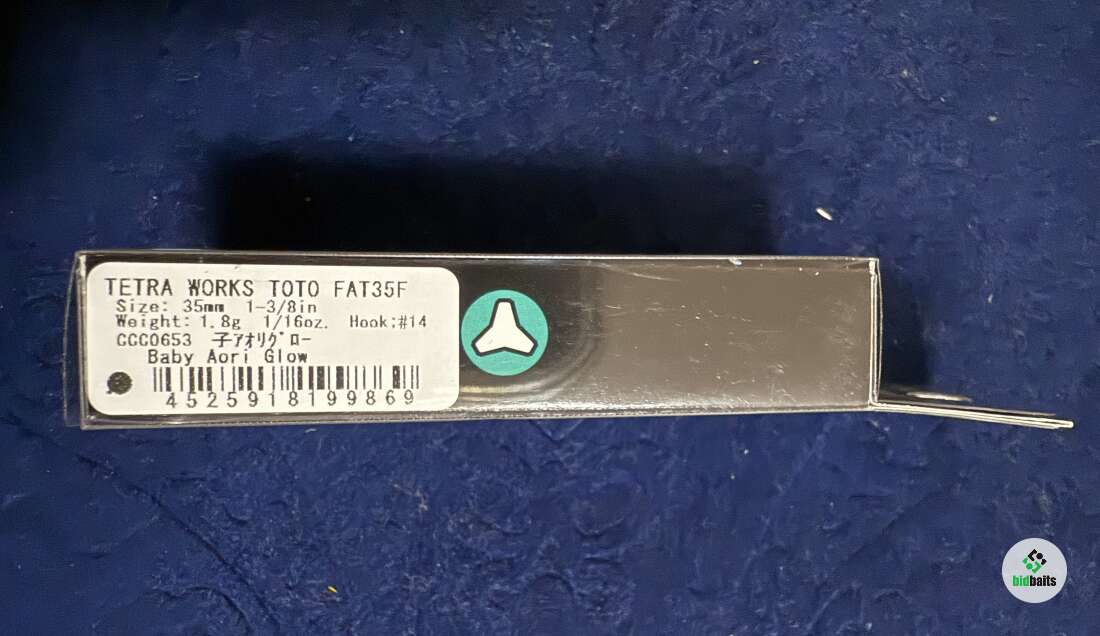 TETRA WORKS TOTO FAT35F
Size: 35mm 1-3/8in
Weight: 1.8g 1/16oz. Hook:#14
CCC0653 子アオリグロー
Baby Aori Glow
4525918199869
bidbaits